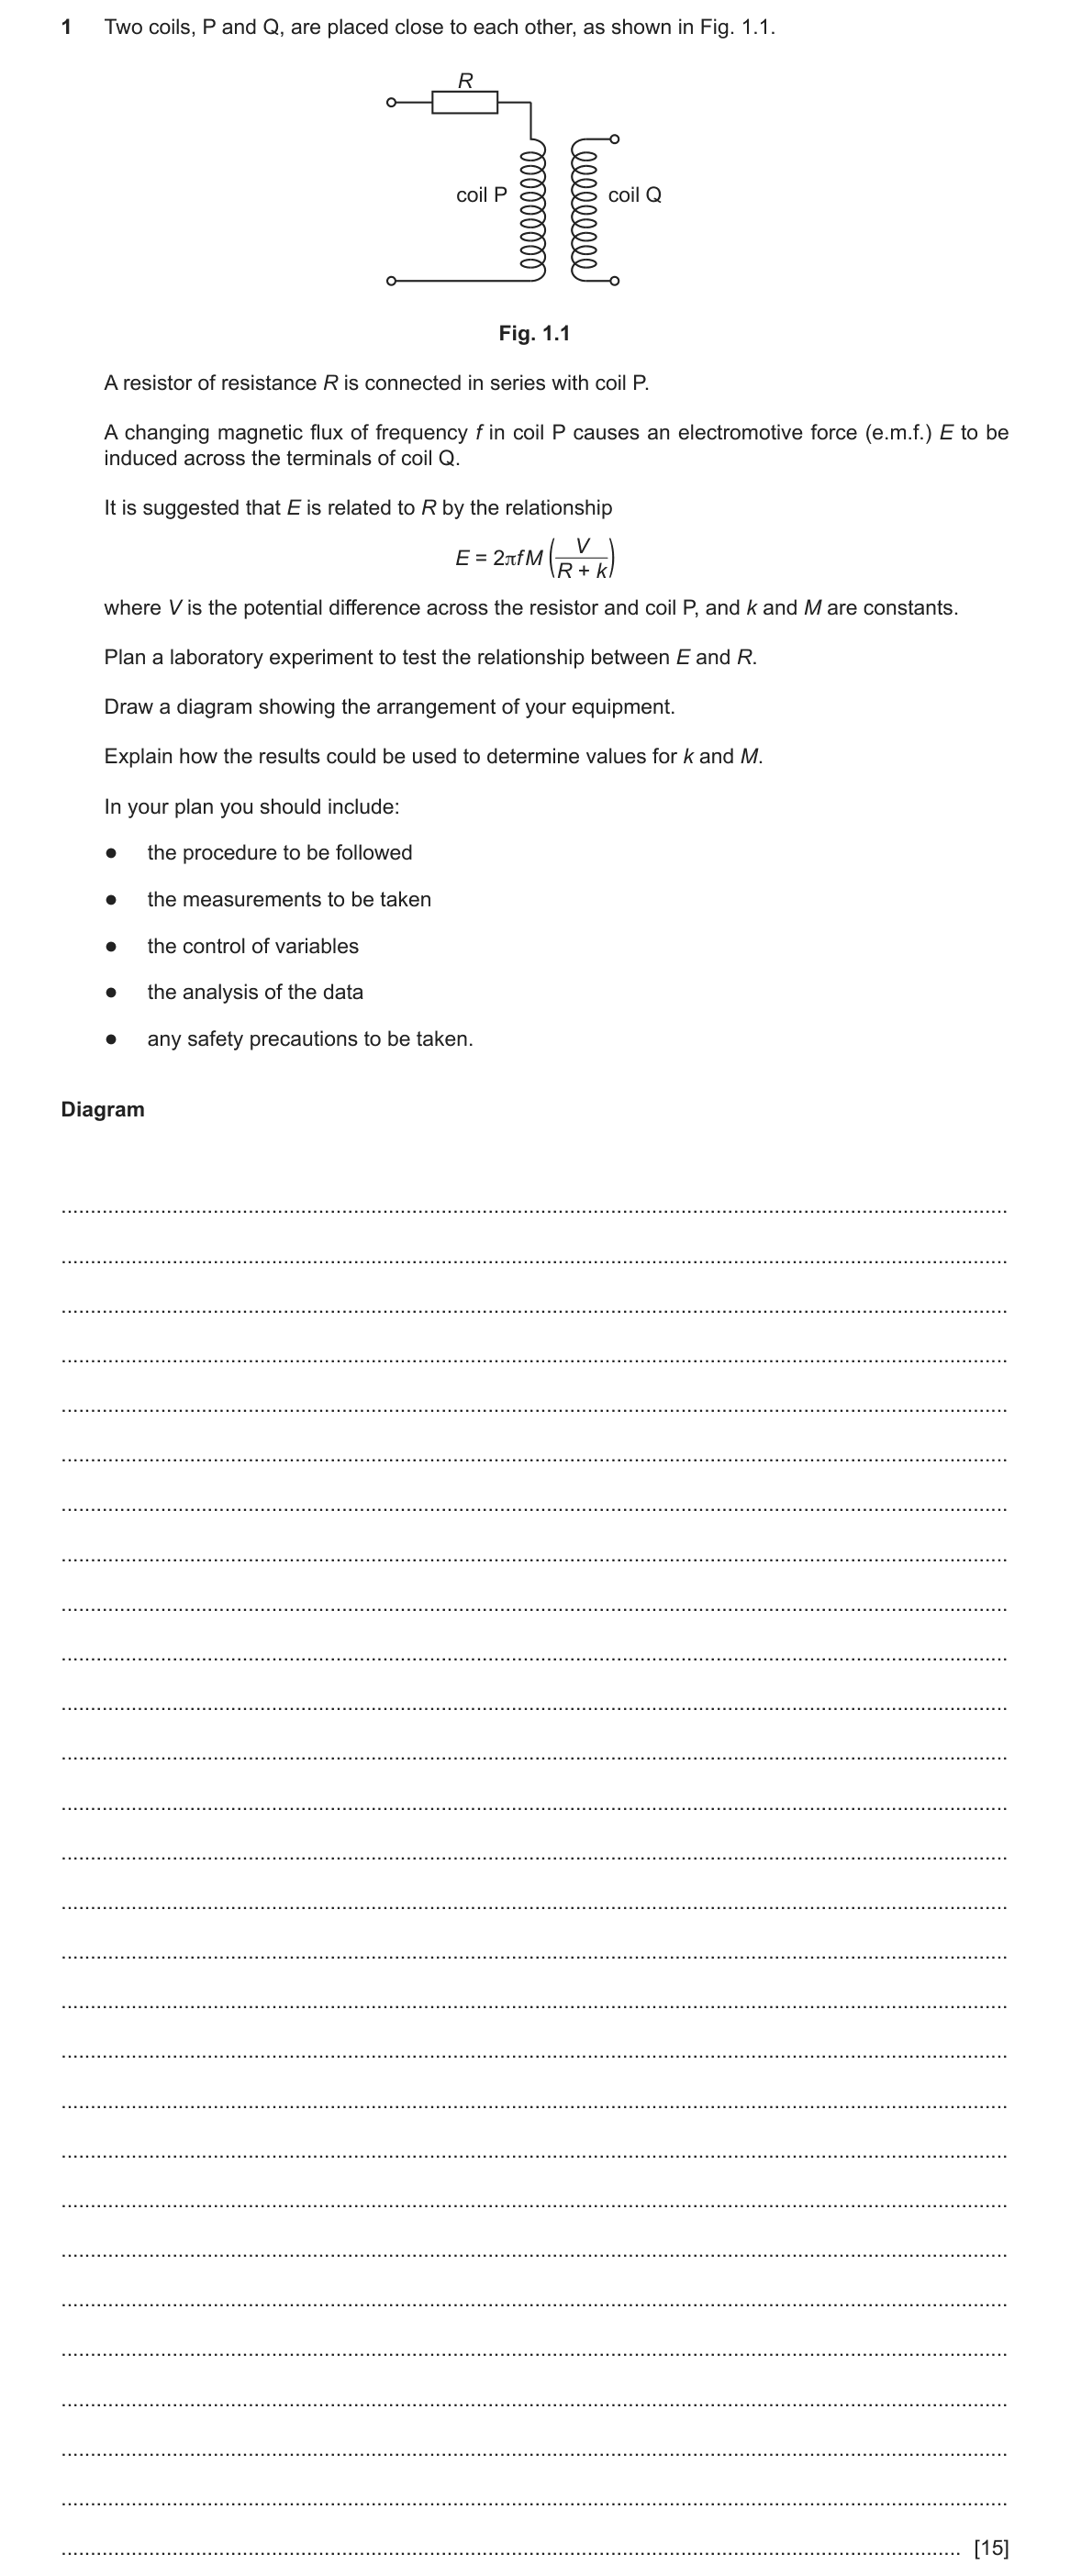 1 Two coils, P and Q, are placed close to each other, as shown in Fig. 1.1.
R
coil P
coil Q
Fig. 1.1
A resistor of resistance R is connected in series with coil P.
A changing magnetic flux of frequency f in coil P causes an electromotive force (e.m.f.) E to be
induced across the terminals of coil Q.
It is suggested that E is related to R by the relationship
E = 2πfM (V / (R + k))
where V is the potential difference across the resistor and coil P, and k and M are constants.
Plan a laboratory experiment to test the relationship between E and R.
Draw a diagram showing the arrangement of your equipment.
Explain how the results could be used to determine values for k and M.
In your plan you should include:
● the procedure to be followed
● the measurements to be taken
● the control of variables
● the analysis of the data
● any safety precautions to be taken.
Diagram
[15]